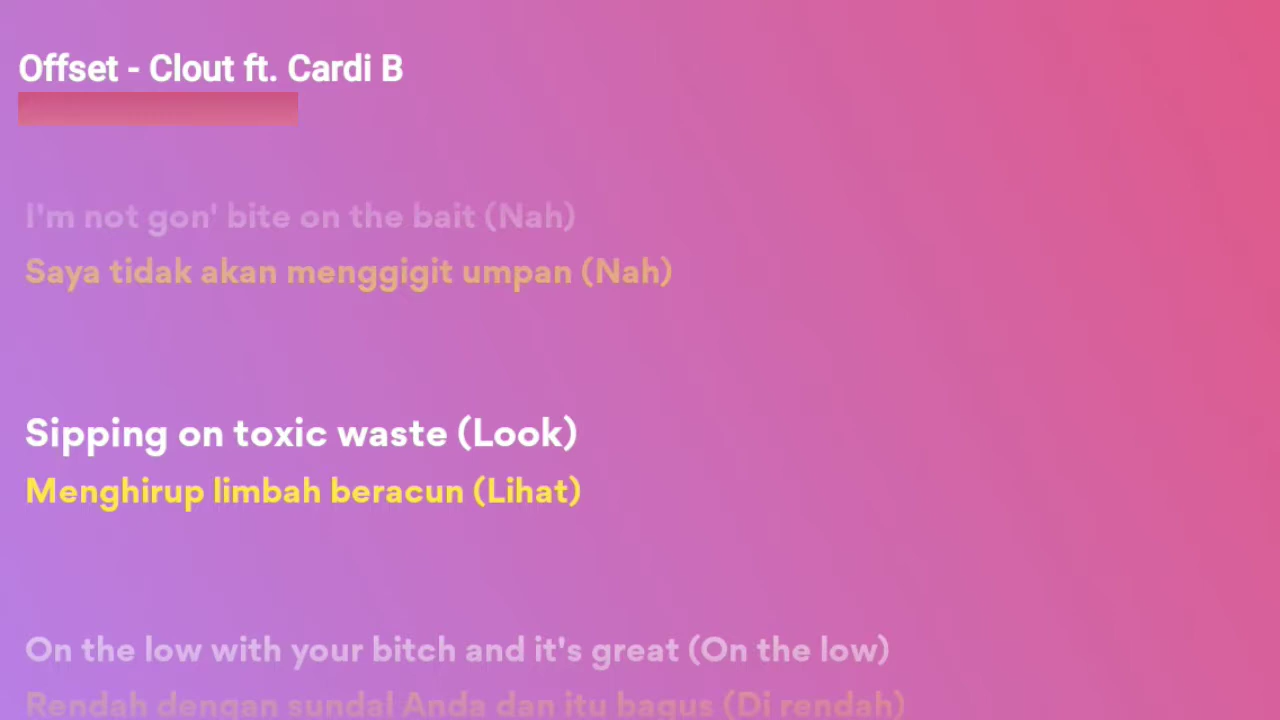 Offset - Clout ft. Cardi B
I'm not gon' bite on the bait (Nah)
Saya tidak akan menggigit umpan (Nah)
Sipping on toxic waste (Look)
Menghirup limbah beracun (Lihat)
On the low with your bitch and it's great (On the low)
Rendah dengan sundal Anda dan itu bagus (Di rendah)